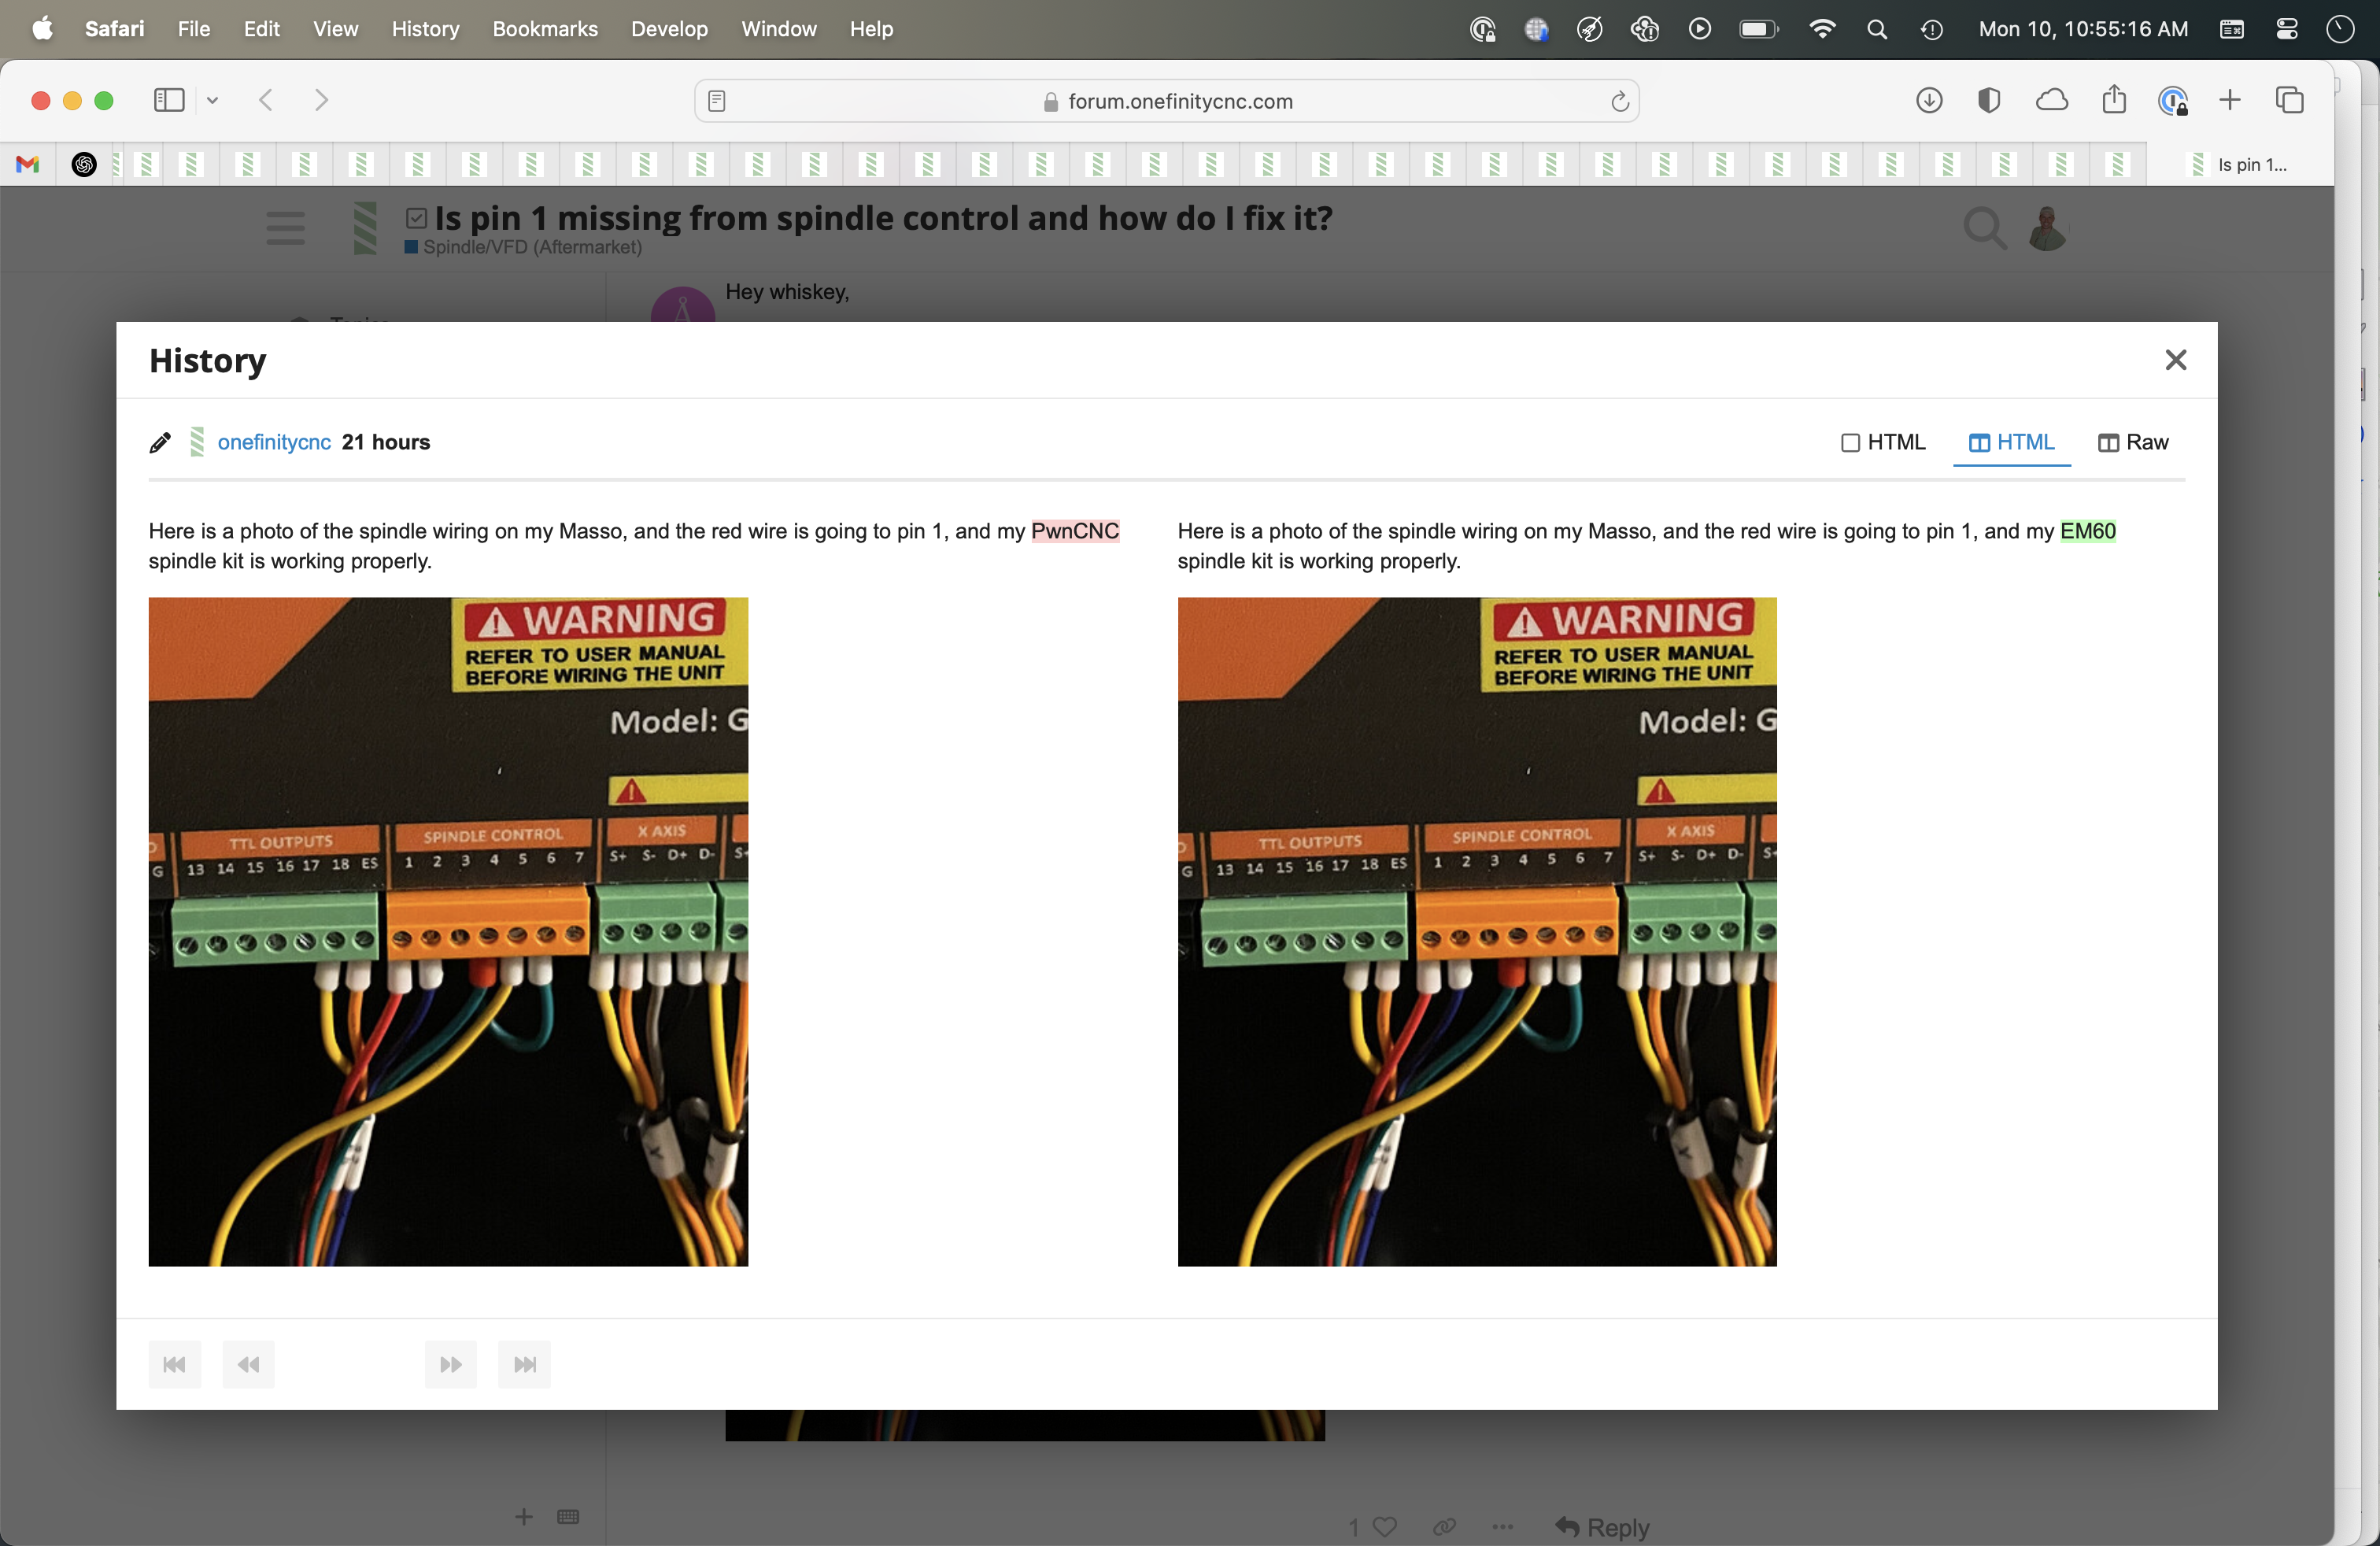 Safari File Edit View History Bookmarks Develop Window Help Mon 10, 10:55:16 AM
forum.onefinitycnc.com
Is pin 1...
Is pin 1 missing from spindle control and how do I fix it?
Spindle/VFD (Aftermarket)
Hey whiskey,
A
Topics
History
onefinitycnc 21 hours
HTML HTML Raw
Here is a photo of the spindle wiring on my Masso, and the red wire is going to pin 1, and my PwnCNC
spindle kit is working properly.
WARNING
REFER TO USER MANUAL
BEFORE WIRING THE UNIT
Model: G
TTL OUTPUTS SPINDLE CONTROL X AXIS
G 13 14 15 16 17 18 ES 1 2 3 4 5 6 7 S+ S- D+ D- S+
Here is a photo of the spindle wiring on my Masso, and the red wire is going to pin 1, and my EM60
spindle kit is working properly.
WARNING
REFER TO USER MANUAL
BEFORE WIRING THE UNIT
Model: G
TTL OUTPUTS SPINDLE CONTROL X AXIS
G 13 14 15 16 17 18 ES 1 2 3 4 5 6 7 S+ S- D+ D- S+
1 Reply